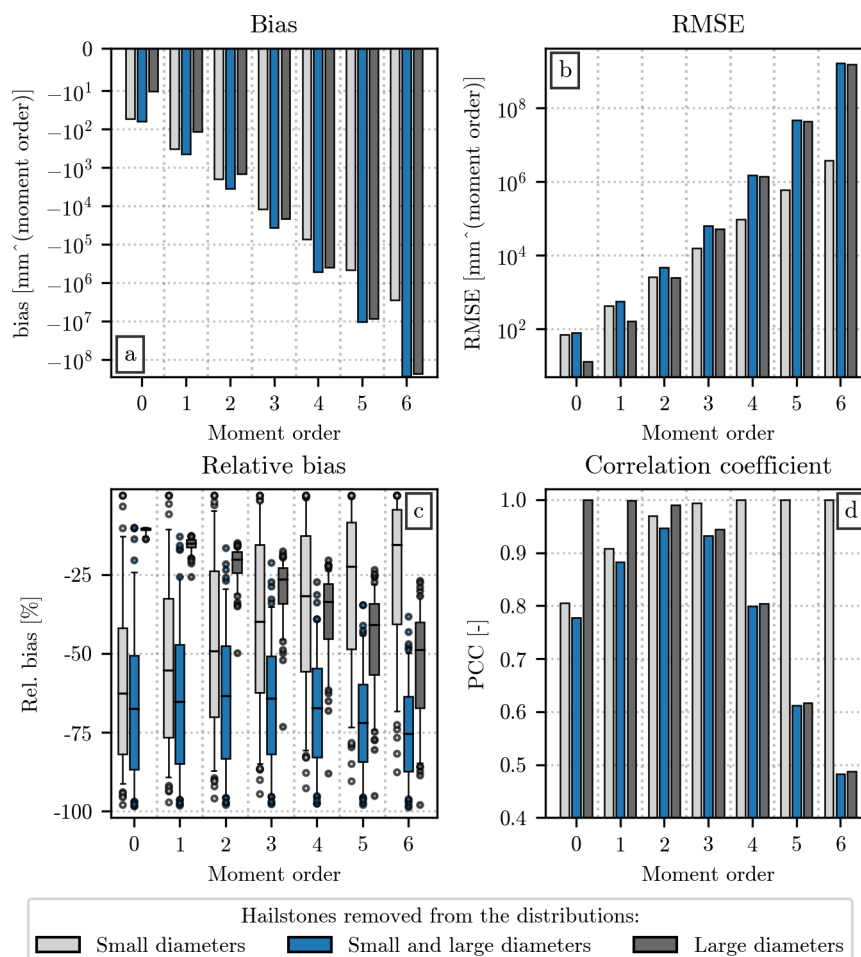 Bias
0
−10^1
−10^2
−10^3
−10^4
−10^5
−10^6
−10^7
−10^8
bias [mm^(moment order)]
a
0 1 2 3 4 5 6
Moment order
RMSE
b
10^8
10^6
10^4
10^2
RMSE [mm^(moment order)]
0 1 2 3 4 5 6
Moment order
Relative bias
c
-25
-50
-75
-100
Rel. bias [%]
0 1 2 3 4 5 6
Moment order
Correlation coefficient
d
1.0
0.9
0.8
0.7
0.6
0.5
0.4
PCC [-]
0 1 2 3 4 5 6
Moment order
Hailstones removed from the distributions:
Small diameters Small and large diameters Large diameters